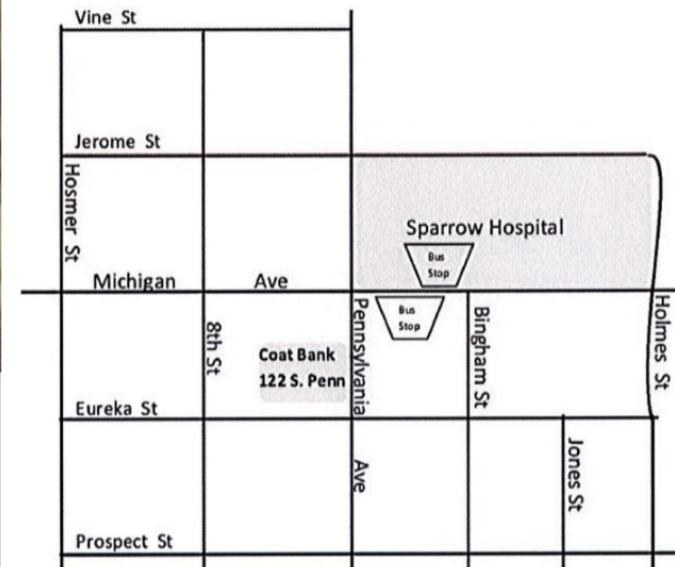 Vine St
Jerome St
Hosmer St
Sparrow Hospital
Bus
Stop
Michigan Ave
Bus
Stop
Pennsylvania Ave
Bingham St
Holmes St
8th St
Coat Bank
122 S. Penn
Eureka St
Jones St
Prospect St